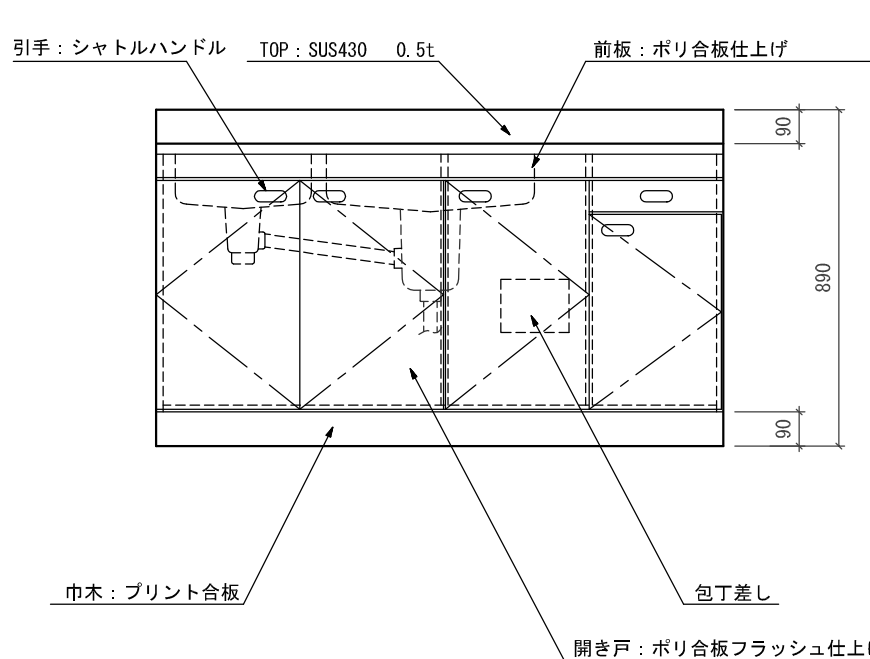 引手：シャトルハンドル
TOP：SUS430　0.5t
前板：ポリ合板仕上げ
90
890
90
巾木：プリント合板
包丁差し
開き戸：ポリ合板フラッシュ仕上げ